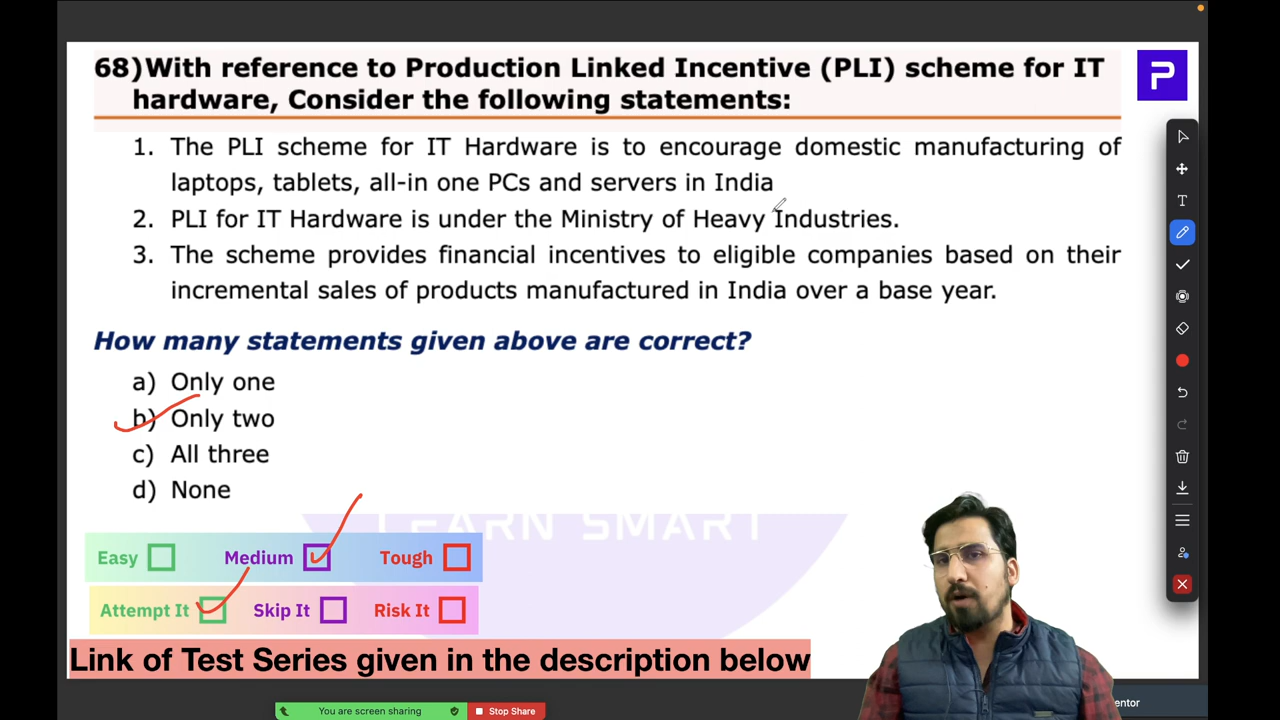 68)With reference to Production Linked Incentive (PLI) scheme for IT
hardware, Consider the following statements:
P
1. The PLI scheme for IT Hardware is to encourage domestic manufacturing of
laptops, tablets, all-in one PCs and servers in India
2. PLI for IT Hardware is under the Ministry of Heavy Industries.
3. The scheme provides financial incentives to eligible companies based on their
incremental sales of products manufactured in India over a base year.
How many statements given above are correct?
a) Only one
b) Only two
c) All three
d) None
LEARN SMART
Easy Medium Tough
Attempt It Skip It Risk It
Link of Test Series given in the description below
You are screen sharing Stop Share
T